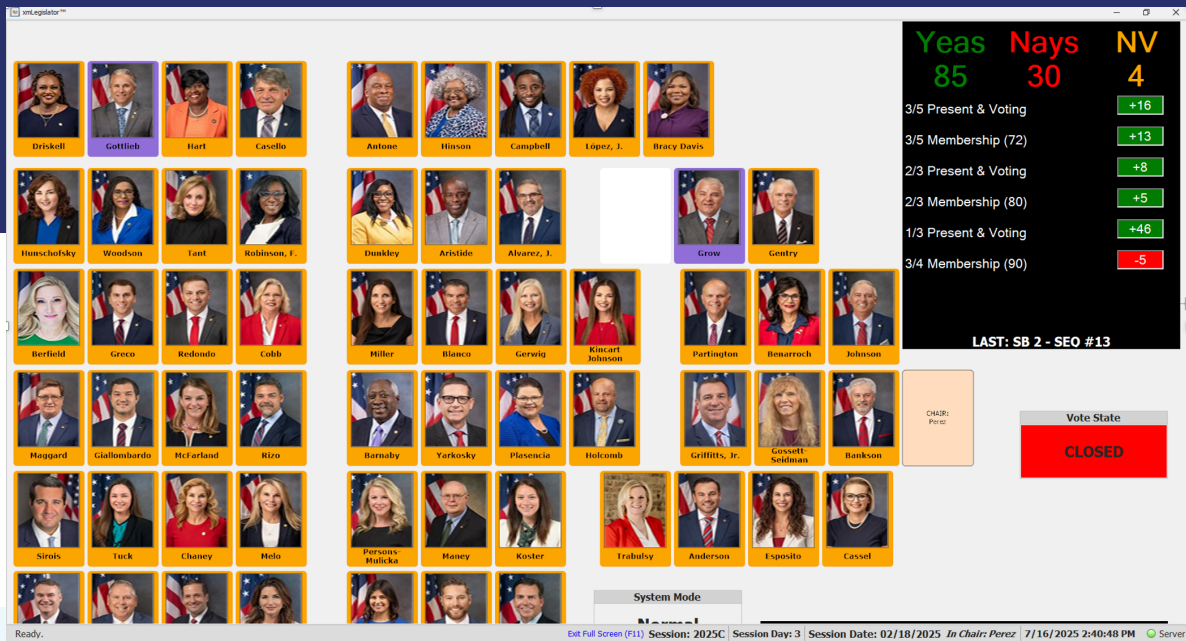 xmLegislator™
Yeas Nays NV
85 30 4
3/5 Present & Voting +16
3/5 Membership (72) +13
2/3 Present & Voting +8
2/3 Membership (80) +5
1/3 Present & Voting +46
3/4 Membership (90) -5
LAST: SB 2 - SEQ #13
Driskell Gottlieb Hart Casello Antone Hinson Campbell López, J. Bracy Davis
Hunschofsky Woodson Tant Robinson, F. Dunkley Aristide Alvarez, J. Grow Gentry
Berfield Greco Redondo Cobb Miller Blanco Gerwig Kincart
Johnson Partington Benarroch Johnson
Maggard Giallombardo McFarland Rizo Barnaby Yarkosky Plasencia Holcomb Griffitts, Jr. Gossett-
Seidman Bankson
CHAIR:
Perez
Vote State
CLOSED
Sirois Tuck Chaney Melo Persons-
Mulicka Maney Koster Trabulsy Anderson Esposito Cassel
System Mode
Normal
Ready. Exit Full Screen (F11) Session: 2025C Session Day: 3 Session Date: 02/18/2025 In Chair: Perez 7/16/2025 2:40:48 PM Serve